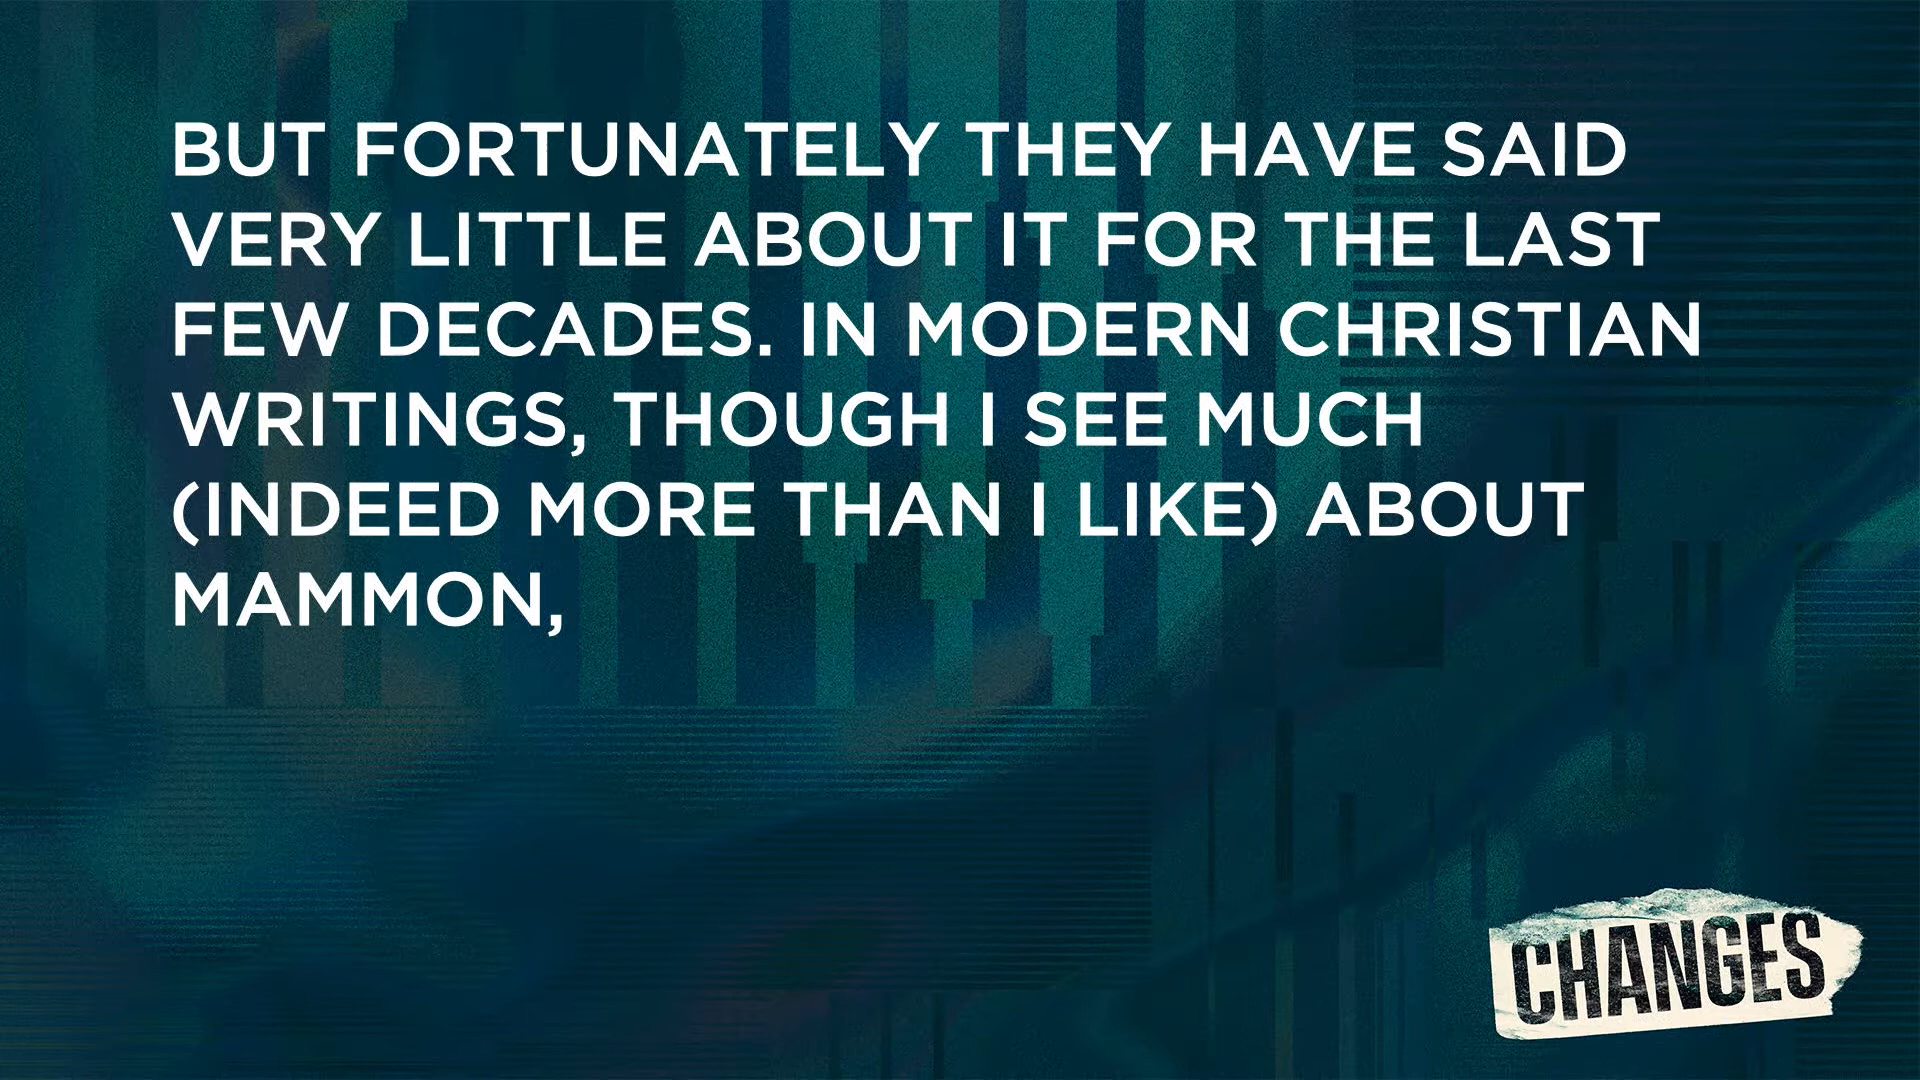 BUT FORTUNATELY THEY HAVE SAID
VERY LITTLE ABOUT IT FOR THE LAST
FEW DECADES. IN MODERN CHRISTIAN
WRITINGS, THOUGH I SEE MUCH
(INDEED MORE THAN I LIKE) ABOUT
MAMMON,
CHANGES